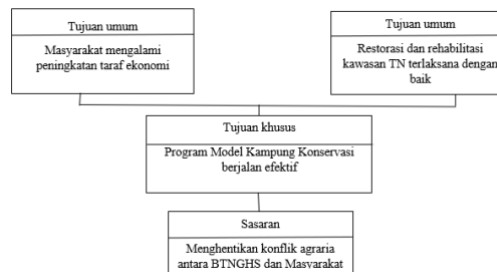 Tujuan umum
Masyarakat mengalami
peningkatan taraf ekonomi
Tujuan umum
Restorasi dan rehabilitasi
kawasan TN terlaksana dengan
baik
Tujuan khusus
Program Model Kampung Konservasi
berjalan efektif
Sasaran
Menghentikan konflik agraria
antara BTNGHS dan Masyarakat